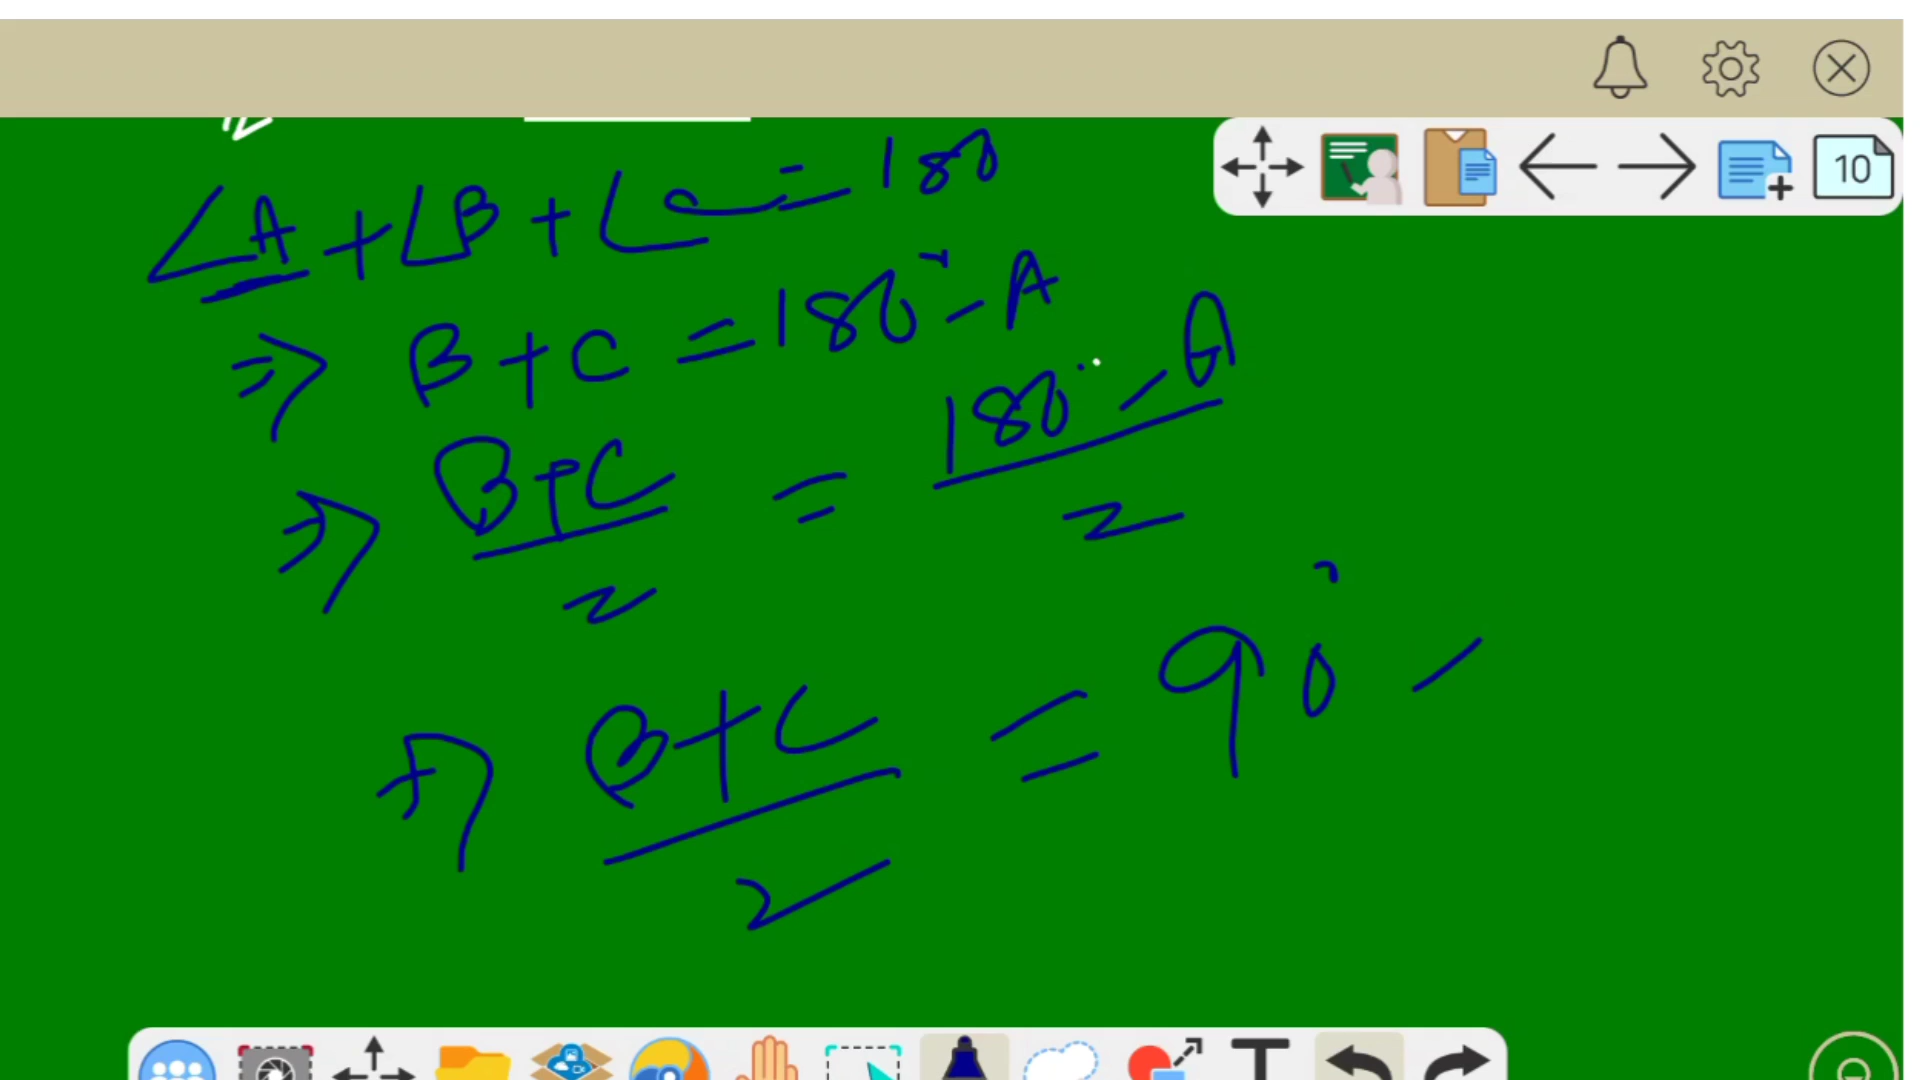 10
∠A + ∠B + ∠C = 180
⇒ B + C = 180° - A
⇒ B+C/2 = 180° - A/2
⇒ B+C/2 = 90° -
T